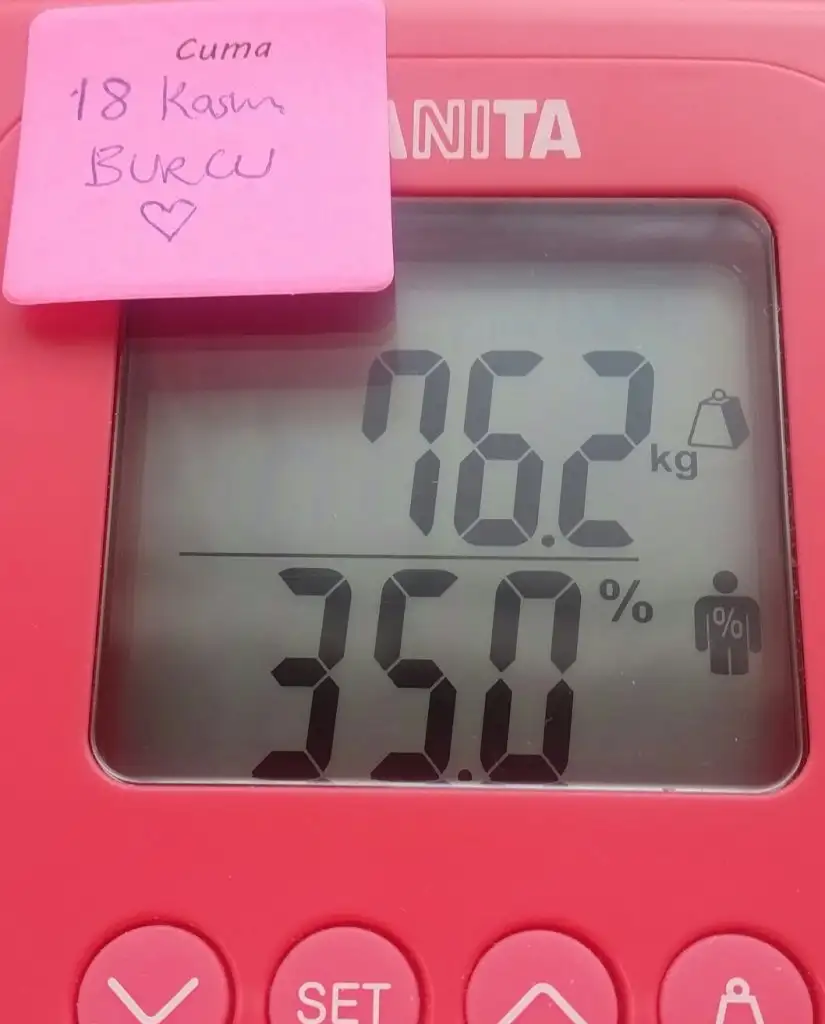 Cuma
18 Kasım
BURCU
ANITA
76.2 kg
35.0 %
%
SET